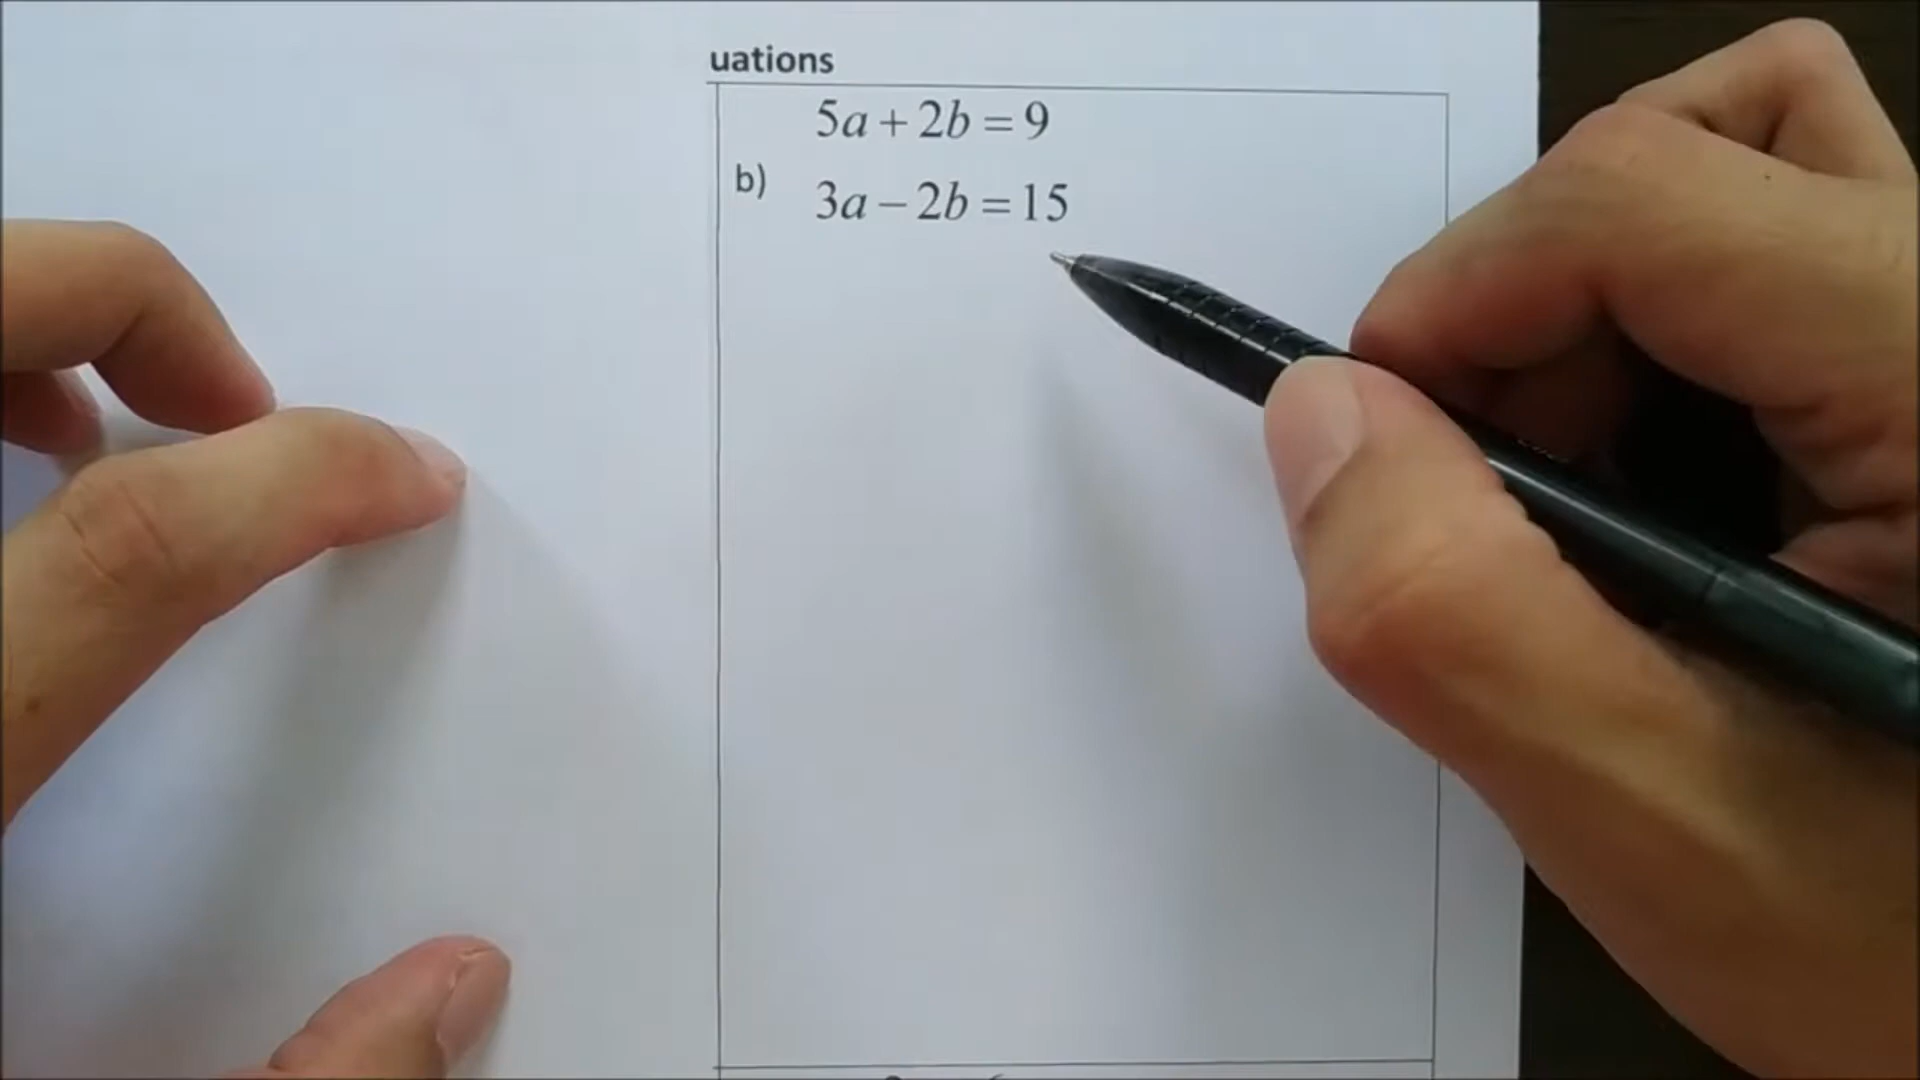 uations
5a + 2b = 9
b)
3a − 2b = 15